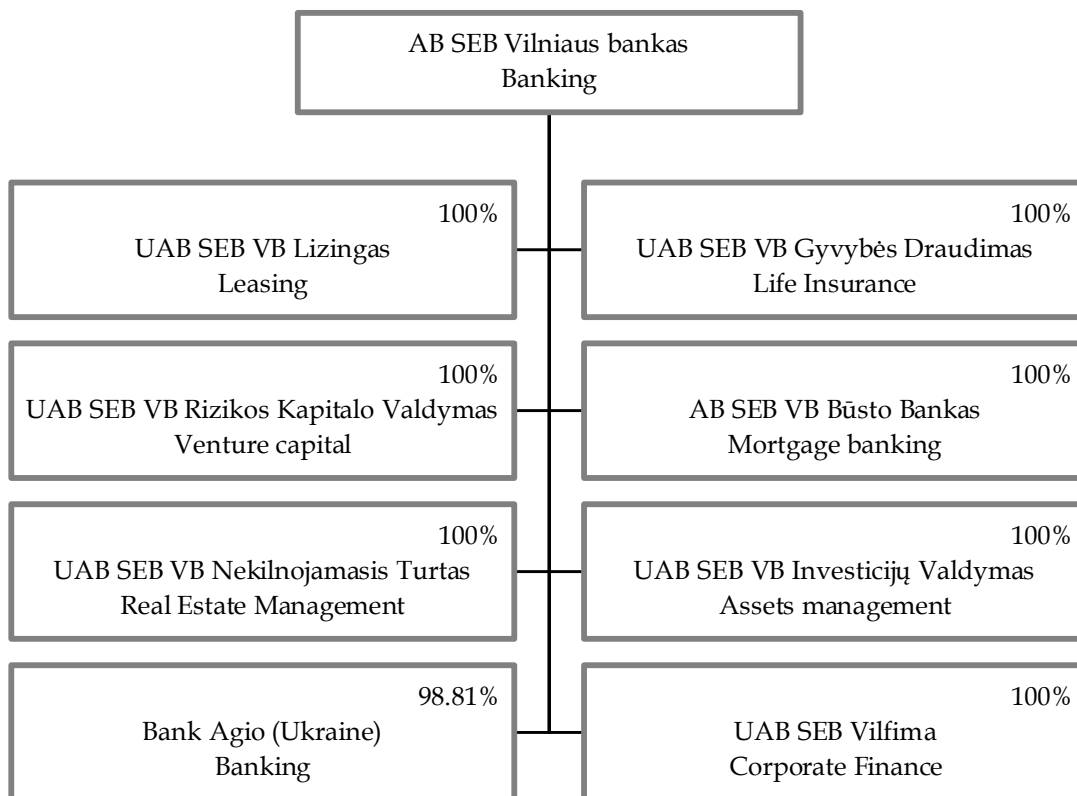 AB SEB Vilniaus bankas
Banking
100%
UAB SEB VB Lizingas
Leasing
100%
UAB SEB VB Gyvybės Draudimas
Life Insurance
100%
UAB SEB VB Rizikos Kapitalo Valdymas
Venture capital
100%
AB SEB VB Būsto Bankas
Mortgage banking
100%
UAB SEB VB Nekilnojamasis Turtas
Real Estate Management
100%
UAB SEB VB Investicijų Valdymas
Assets management
98.81%
Bank Agio (Ukraine)
Banking
100%
UAB SEB Vilfima
Corporate Finance